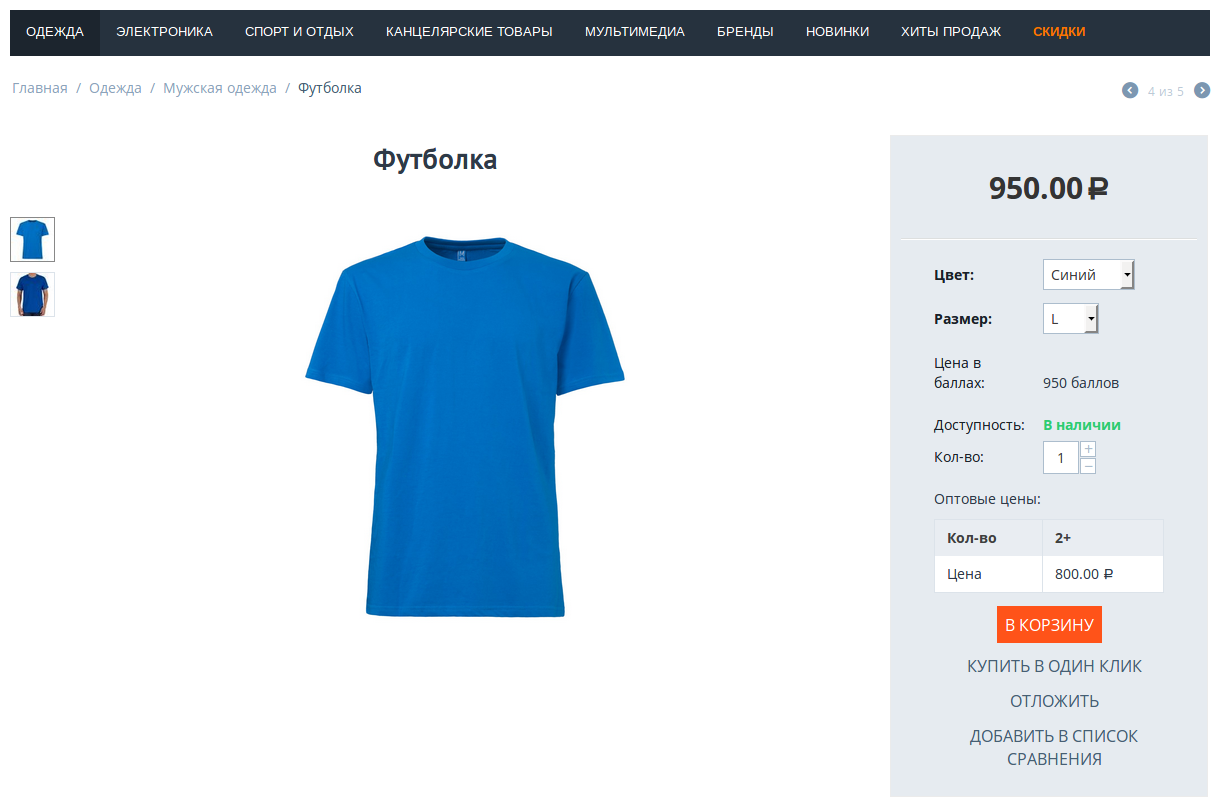 ОДЕЖДА ЭЛЕКТРОНИКА СПОРТ И ОТДЫХ КАНЦЕЛЯРСКИЕ ТОВАРЫ МУЛЬТИМЕДИА БРЕНДЫ НОВИНКИ ХИТЫ ПРОДАЖ СКИДКИ
Главная / Одежда / Мужская одежда / Футболка
4 из 5
Футболка
950.00 ₽
Цвет: Синий
Размер: L
Цена в
баллах: 950 баллов
Доступность: В наличии
Кол-во: 1 + −
Оптовые цены:
Кол-во 2+
Цена 800.00 ₽
В КОРЗИНУ
КУПИТЬ В ОДИН КЛИК
ОТЛОЖИТЬ
ДОБАВИТЬ В СПИСОК
СРАВНЕНИЯ